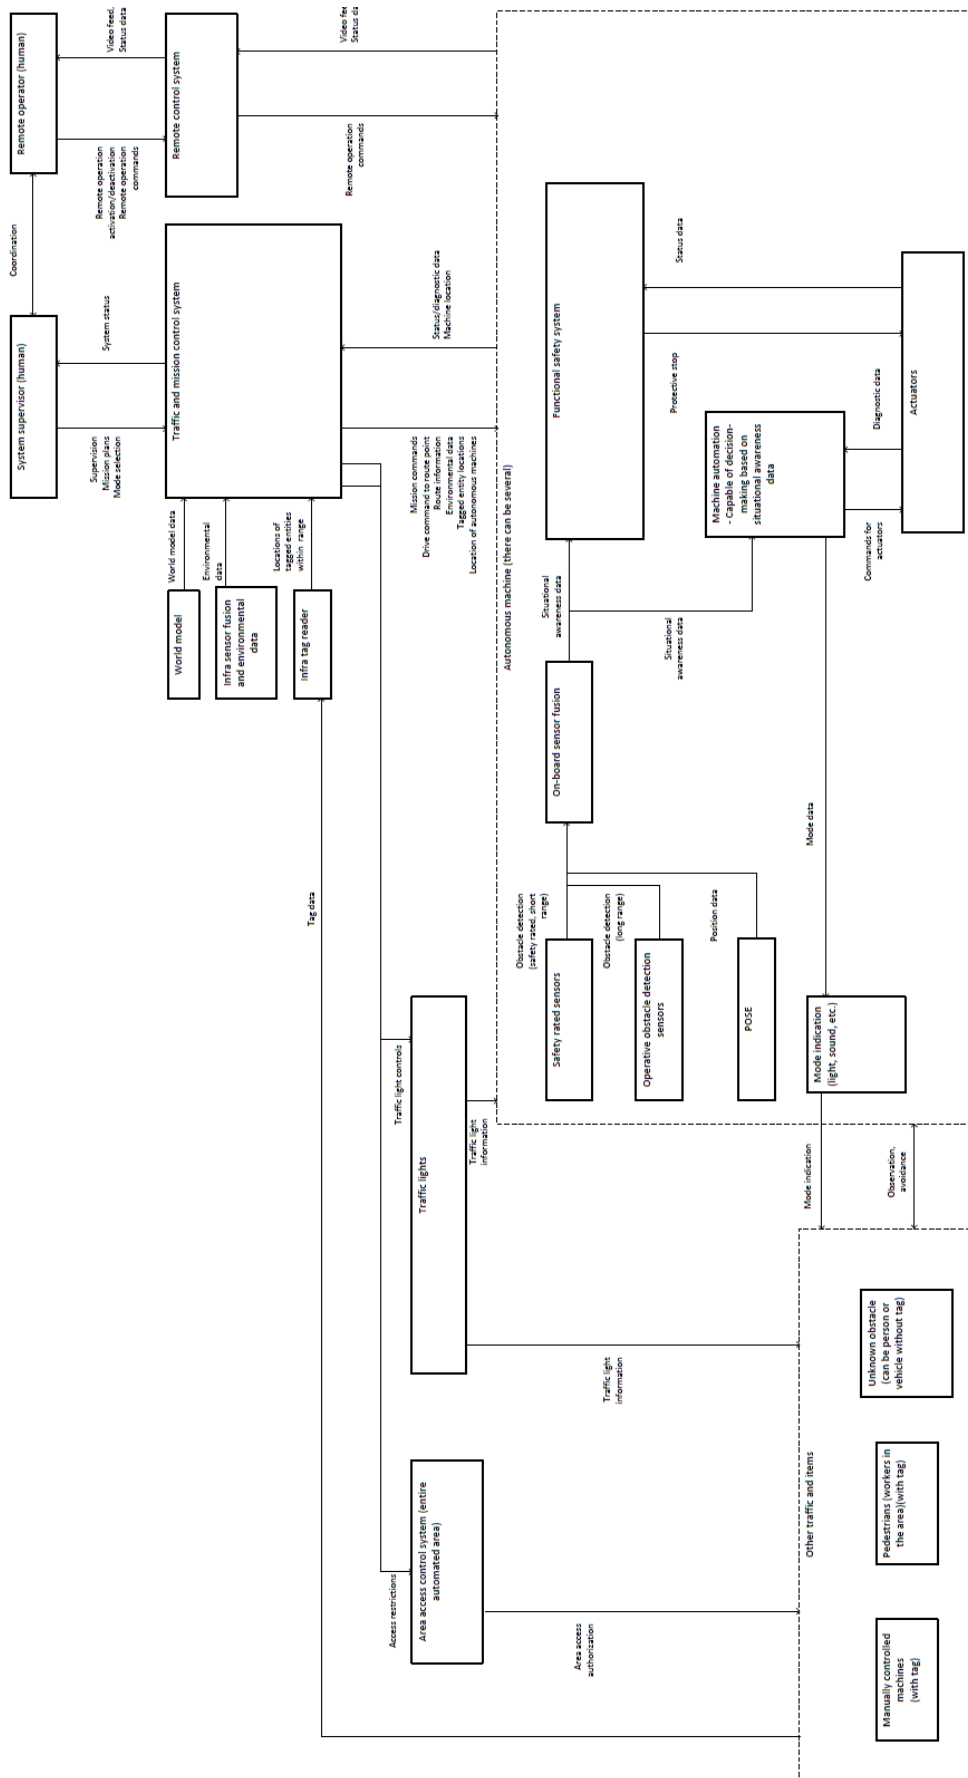 Remote operator (human)
Video feed,
Status data
Remote operation
activation/deactivation
Remote operation
commands
Remote control system
Video fee
Status da
Remote operation
commands
Coordination
System supervisor (human)
System status
Supervision
Mission plans
Mode selection
Traffic and mission control system
Status/diagnostic data
Machine location
Mission commands
Drive command to route point
Route information
Environmental data
Tagged entity locations
Location of autonomous machines
World model data
Environmental
data
Locations of
tagged entities
within range
World model
Infra sensor fusion
and environmental
data
Infra tag reader
Tag data
Autonomous machine (there can be several)
Functional safety system
Status data
Protective stop
Actuators
Diagnostic data
Machine automation
- Capable of decision-
making based on
situational awareness
data
Commands for
actuators
Situational
awareness data
Situational
awareness data
On-board sensor fusion
Mode data
Obstacle detection
(safety rated, short
range)
Obstacle detection
(long range)
Position data
Safety rated sensors
Operative obstacle detection
sensors
POSE
Mode indication
(light, sound, etc.)
Traffic light controls
Traffic lights
Traffic light
information
Mode indication
Observation,
avoidance
Traffic light
information
Access restrictions
Area access control system (entire
automated area)
Area access
authorization
Other traffic and items
Unknown obstacle
(can be person or
vehicle without tag)
Pedestrians (workers in
the area)(with tag)
Manually controlled
machines
(with tag)